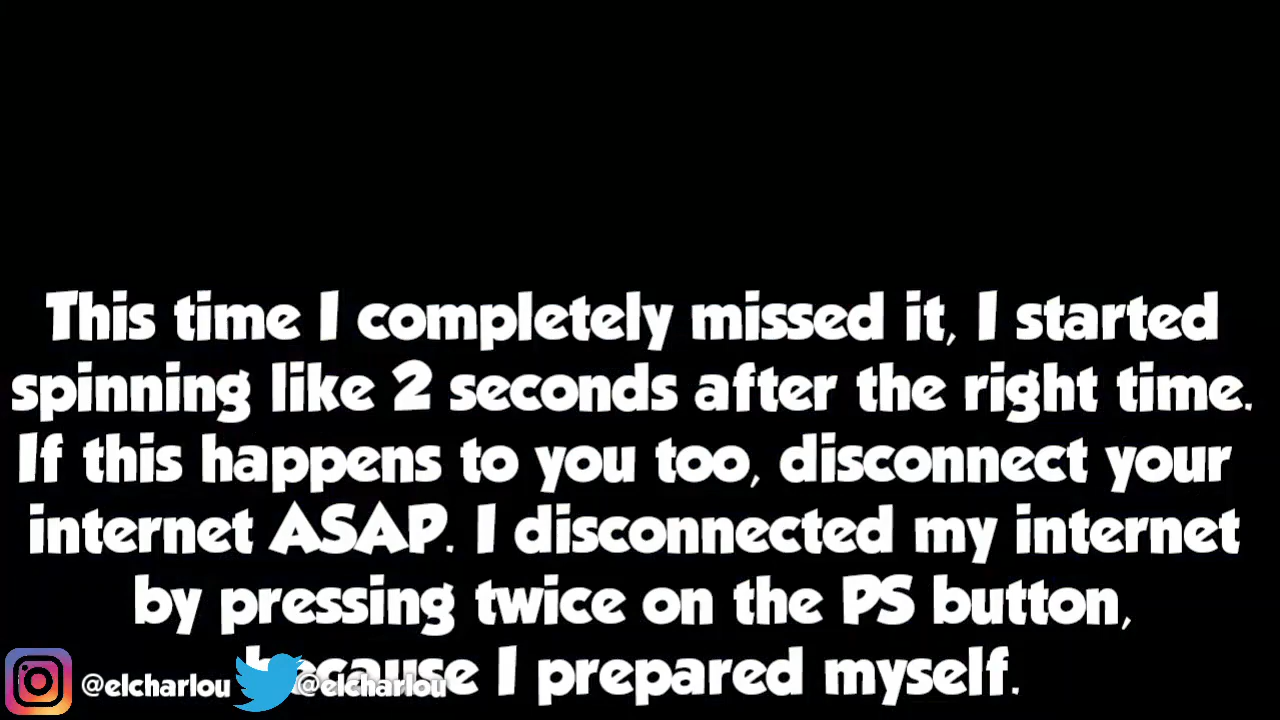 This time I completely missed it, I started
spinning like 2 seconds after the right time.
If this happens to you too, disconnect your
internet ASAP. I disconnected my internet
by pressing twice on the PS button,
because I prepared myself.
@elcharlou @elcharlou